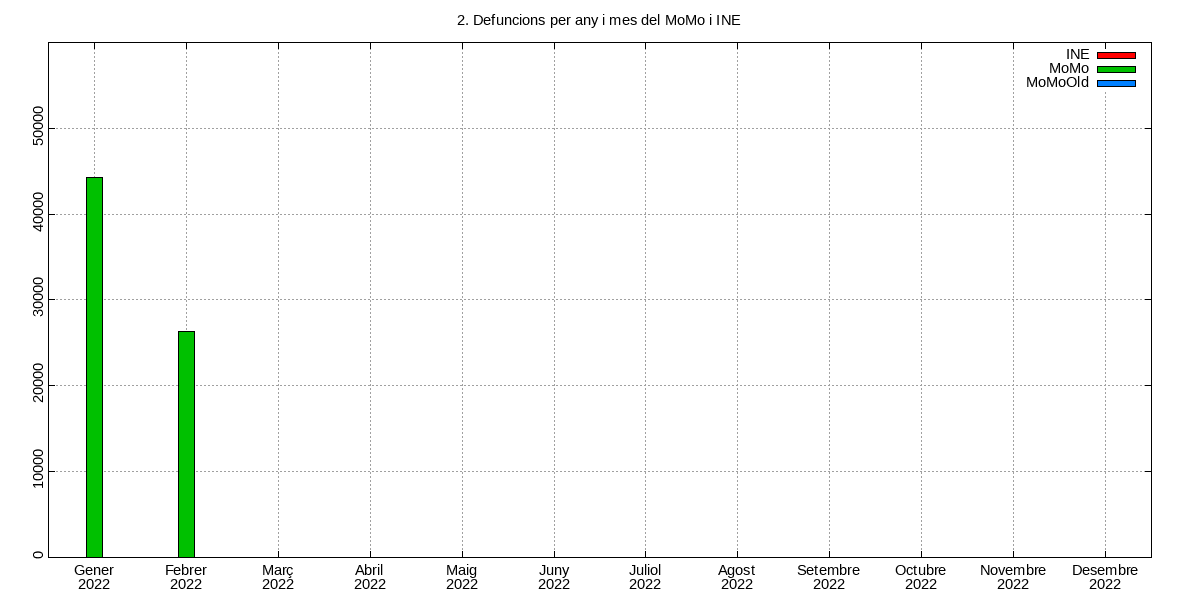 2. Defuncions per any i mes del MoMo i INE
INE
MoMo
MoMoOld
50000
40000
30000
20000
10000
0
Gener Febrer Març Abril Maig Juny Juliol Agost Setembre Octubre Novembre Desembre
2022 2022 2022 2022 2022 2022 2022 2022 2022 2022 2022 2022